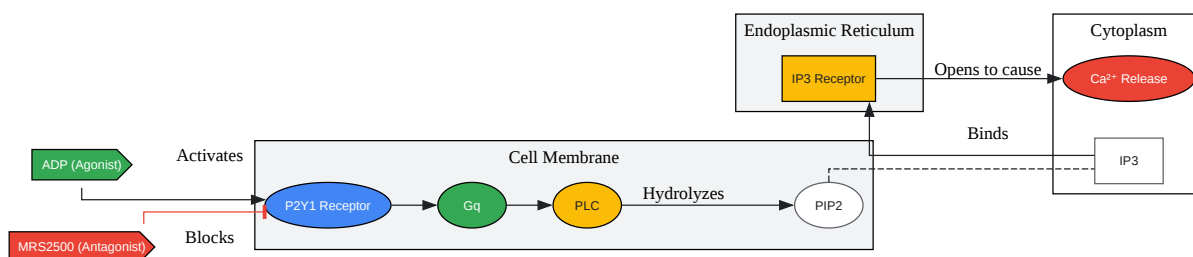 Endoplasmic Reticulum
Cytoplasm
IP3 Receptor
Opens to cause
Ca²⁺ Release
Binds
IP3
ADP (Agonist)
Activates
Cell Membrane
P2Y1 Receptor
Gq
PLC
Hydrolyzes
PIP2
Blocks
MRS2500 (Antagonist)